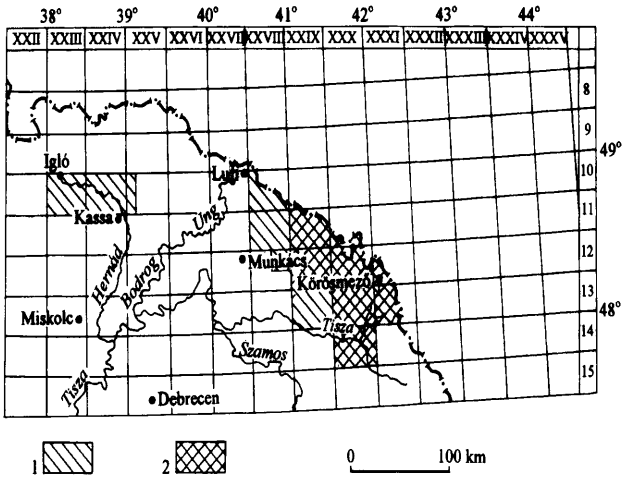 38° 39° 40° 41° 42° 43° 44°
XXII XXIII XXIV XXV XXVI XXVII XXVIII XXIX XXX XXXI XXXII XXXIII XXXIV XXXV
8
9
49°
Igló
Lup
10
Kassa
Ung
11
Munkács
12
Hernád
Bodrog
Körösmező
13
48°
Miskolc
Tisza
14
Szamos
15
Tisza
Debrecen
1 2 0 100 km